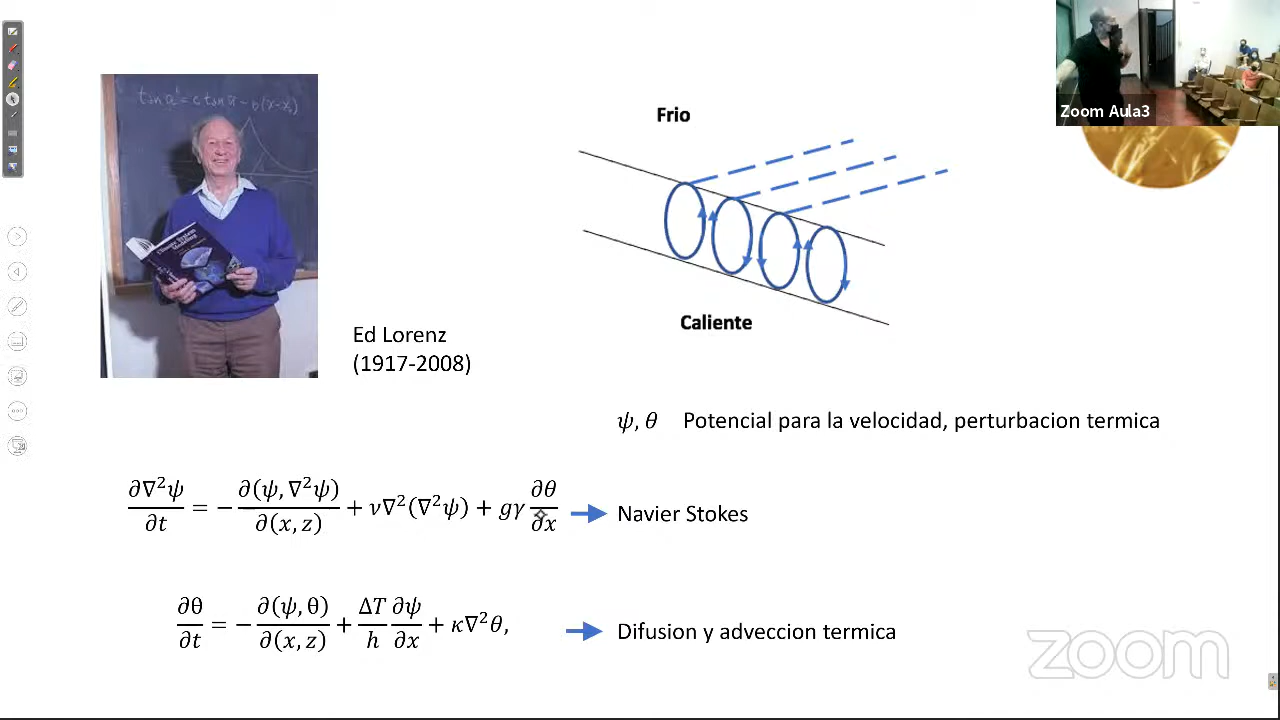 Zoom Aula3
Frio
Caliente
Ed Lorenz
(1917-2008)
ψ, θ Potencial para la velocidad, perturbacion termica
∂∇²ψ/∂t = −∂(ψ, ∇²ψ)/∂(x, z) + ν∇²(∇²ψ) + gγ ∂θ/∂x
Navier Stokes
∂θ/∂t = −∂(ψ, θ)/∂(x, z) + ΔT/h ∂ψ/∂x + κ∇²θ,
Difusion y adveccion termica
zoom